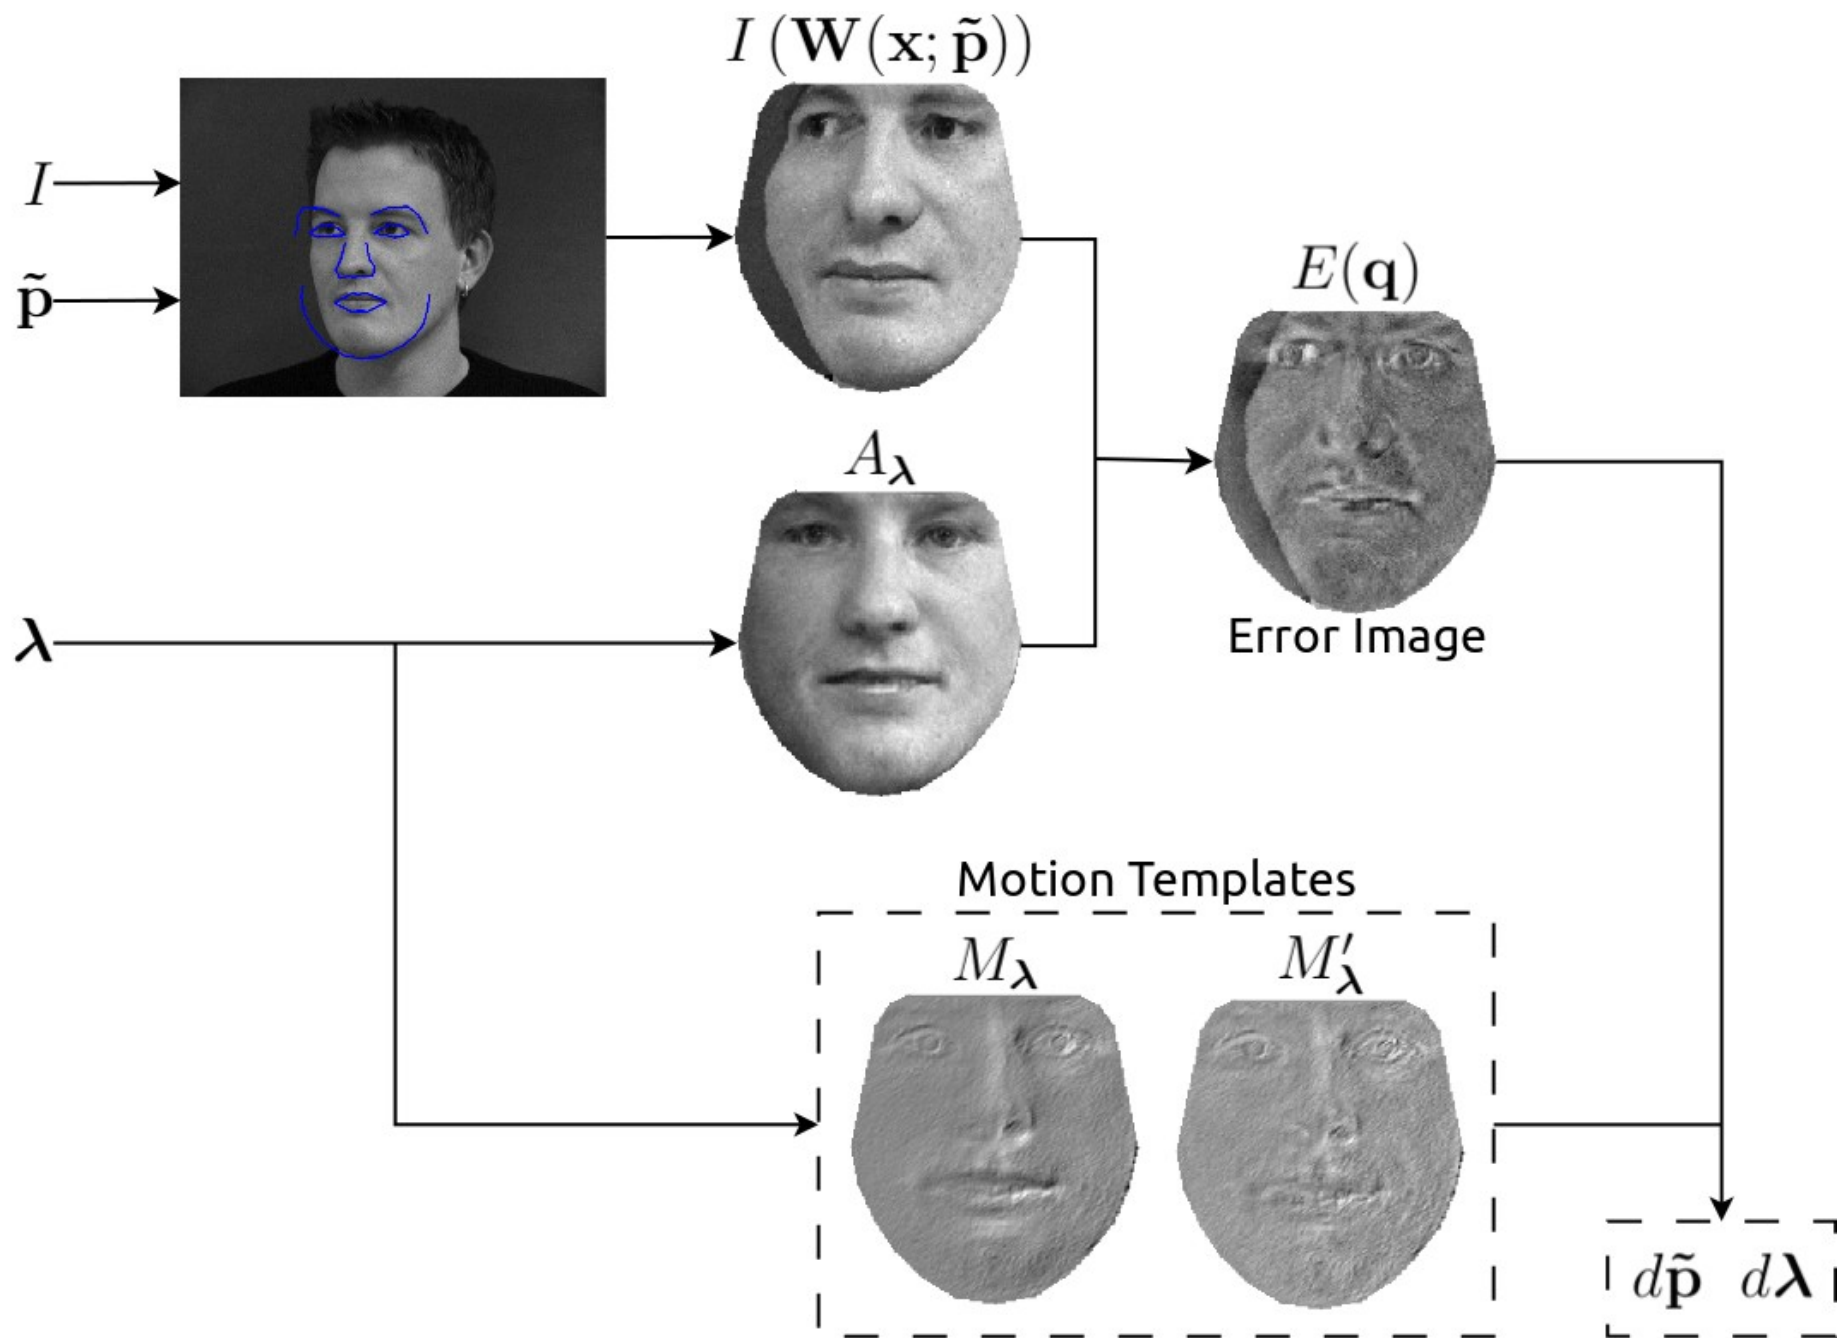 I (W(x; p̃))
I
p̃
E(q)
A_λ
Error Image
λ
Motion Templates
M_λ M′_λ
dp̃ dλ